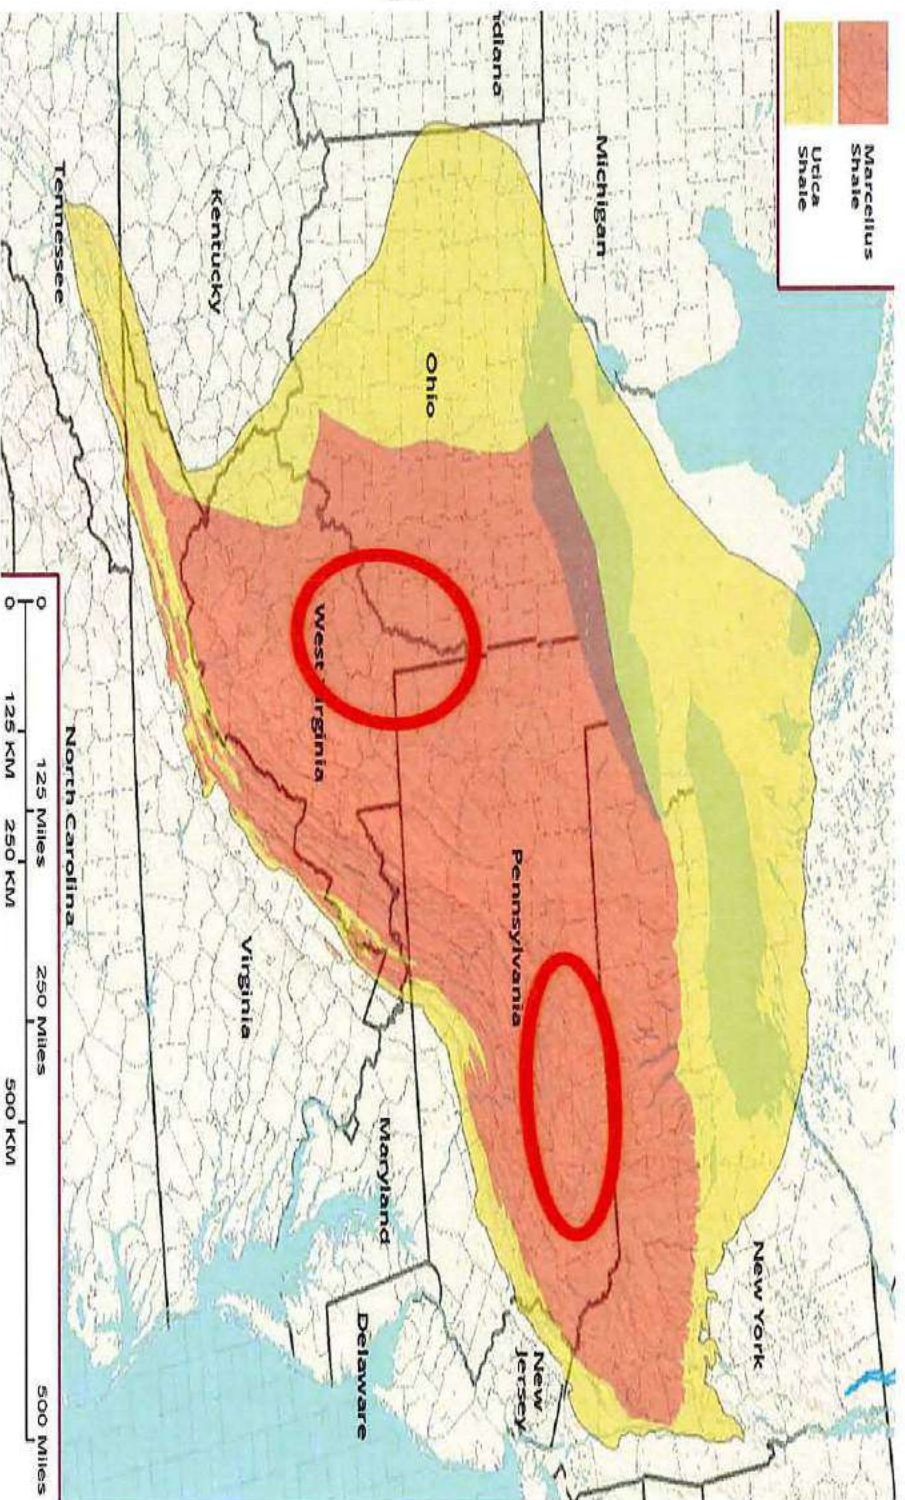 Marcellus
Shale
Utica
Shale
Michigan
ndiana
Ohio
Kentucky
Tennessee
West Virginia
Pennsylvania
New York
New
Jersey
Maryland
Delaware
Virginia
North Carolina
0 125 Miles 250 Miles 500 Miles
0 125 KM 250 KM 500 KM